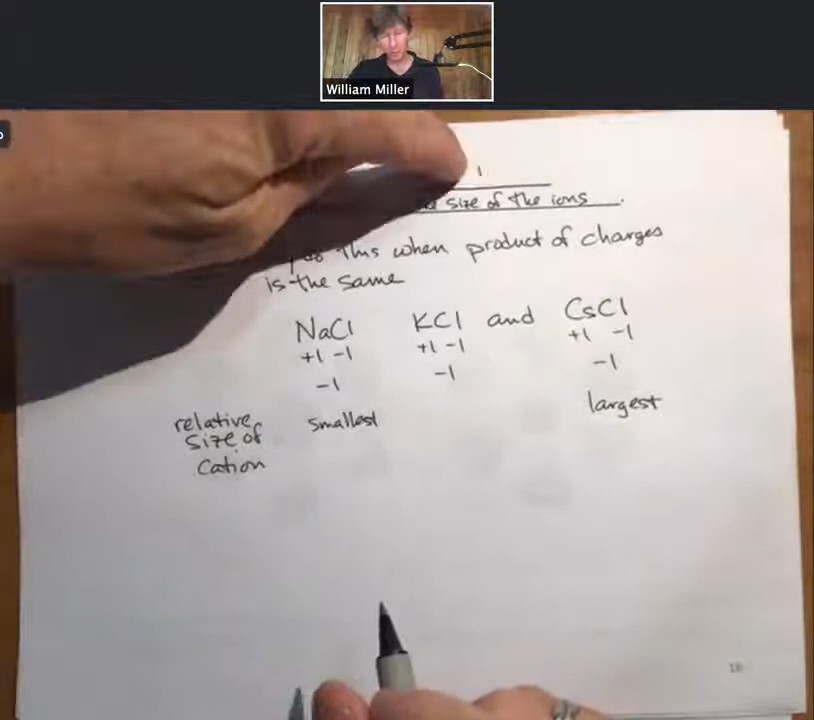 William Miller
size of the ions.
this when product of charges
is the same
NaCl KCl and CsCl
+1 -1 +1 -1 +1 -1
-1 -1 -1
relative smallest largest
size of
cation
18